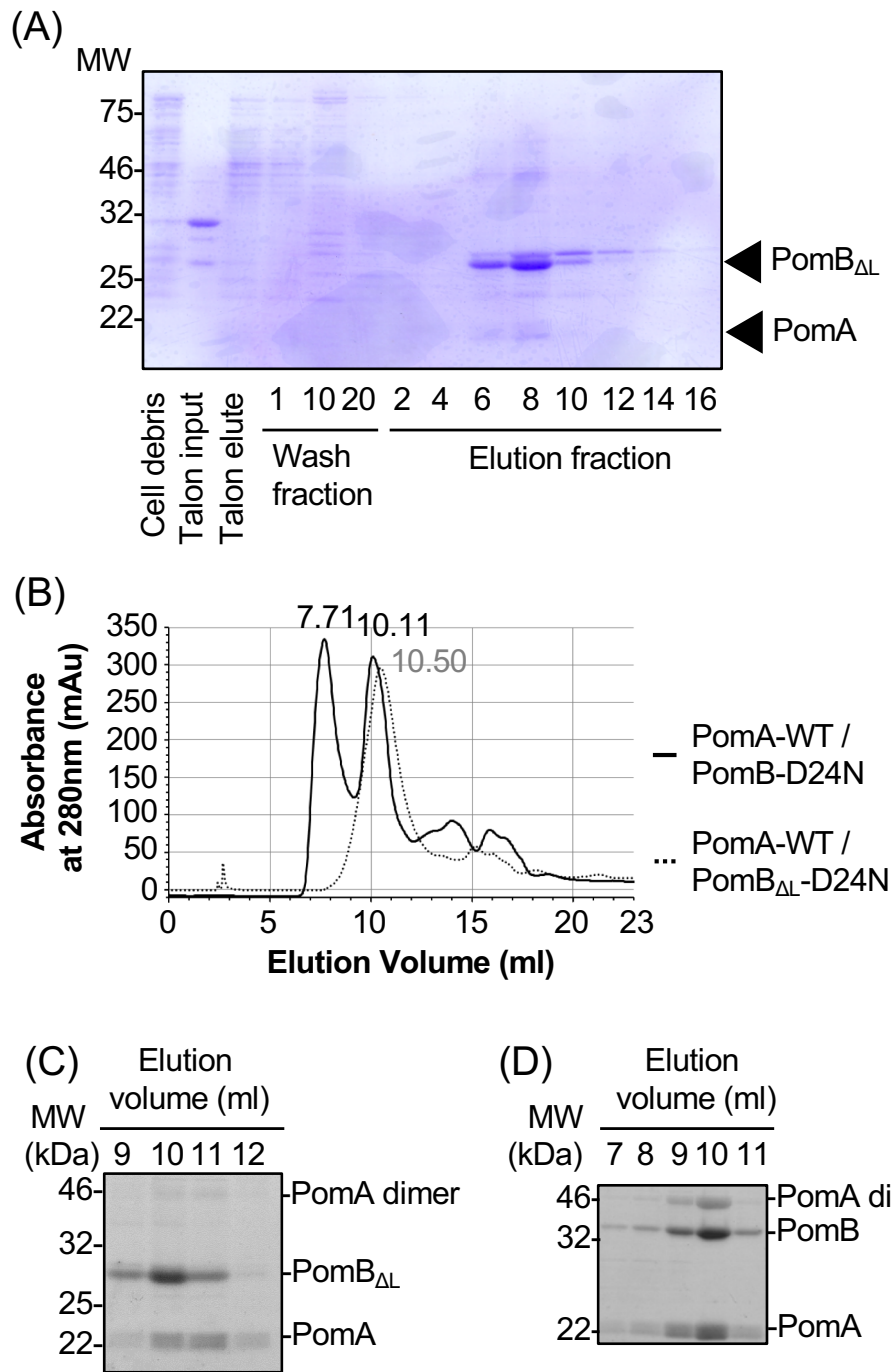 (A)
MW
75-
46-
32-
25-
22-
PomBΔL
PomA
Cell debris
Talon input
Talon elute
1 10 20
Wash
fraction
2 4 6 8 10 12 14 16
Elution fraction
(B)
7.71
10.11
10.50
350
300
250
200
150
100
50
0
Absorbance
at 280nm (mAu)
0 5 10 15 20 23
Elution Volume (ml)
PomA-WT /
PomB-D24N
PomA-WT /
PomBΔL-D24N
(C)
Elution
volume (ml)
MW
(kDa)
9 10 11 12
46-
32-
25-
22-
-PomA dimer
-PomBΔL
-PomA
(D)
Elution
volume (ml)
MW
(kDa)
7 8 9 10 11
46-
32-
22-
-PomA di
-PomB
-PomA